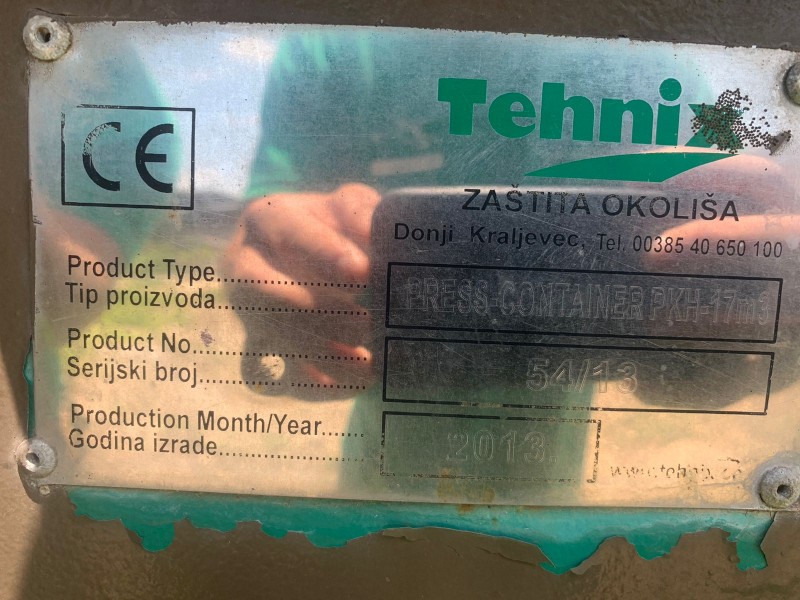 CE
Tehnix
ZAŠTITA OKOLIŠA
Donji Kraljevec, Tel. 00385 40 650 100
Product Type.................... PRESS-CONTAINER PKH-17m3
Tip proizvoda....................
Product No........................ 54/13
Serijski broj........................
Production Month/Year....... 2013.
Godina izrade.....................